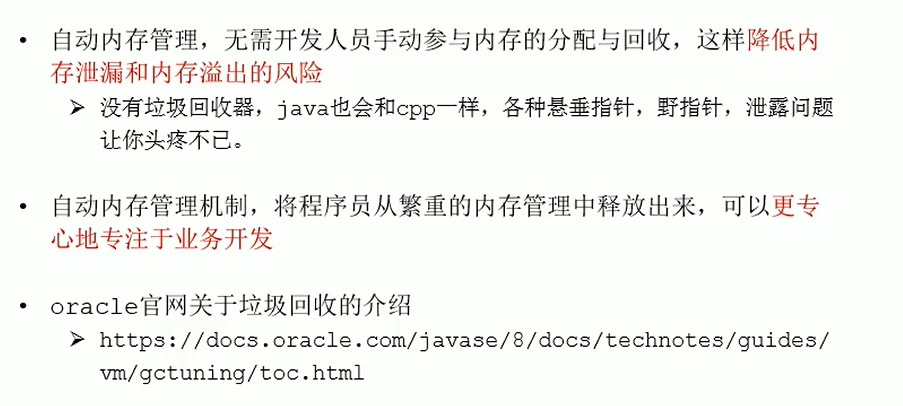 • 自动内存管理，无需开发人员手动参与内存的分配与回收，这样降低内
存泄漏和内存溢出的风险
➢ 没有垃圾回收器，java也会和cpp一样，各种悬垂指针，野指针，泄露问题
让你头疼不已。
• 自动内存管理机制，将程序员从繁重的内存管理中释放出来，可以更专
心地专注于业务开发
• oracle官网关于垃圾回收的介绍
➢ https://docs.oracle.com/javase/8/docs/technotes/guides/
vm/gctuning/toc.html